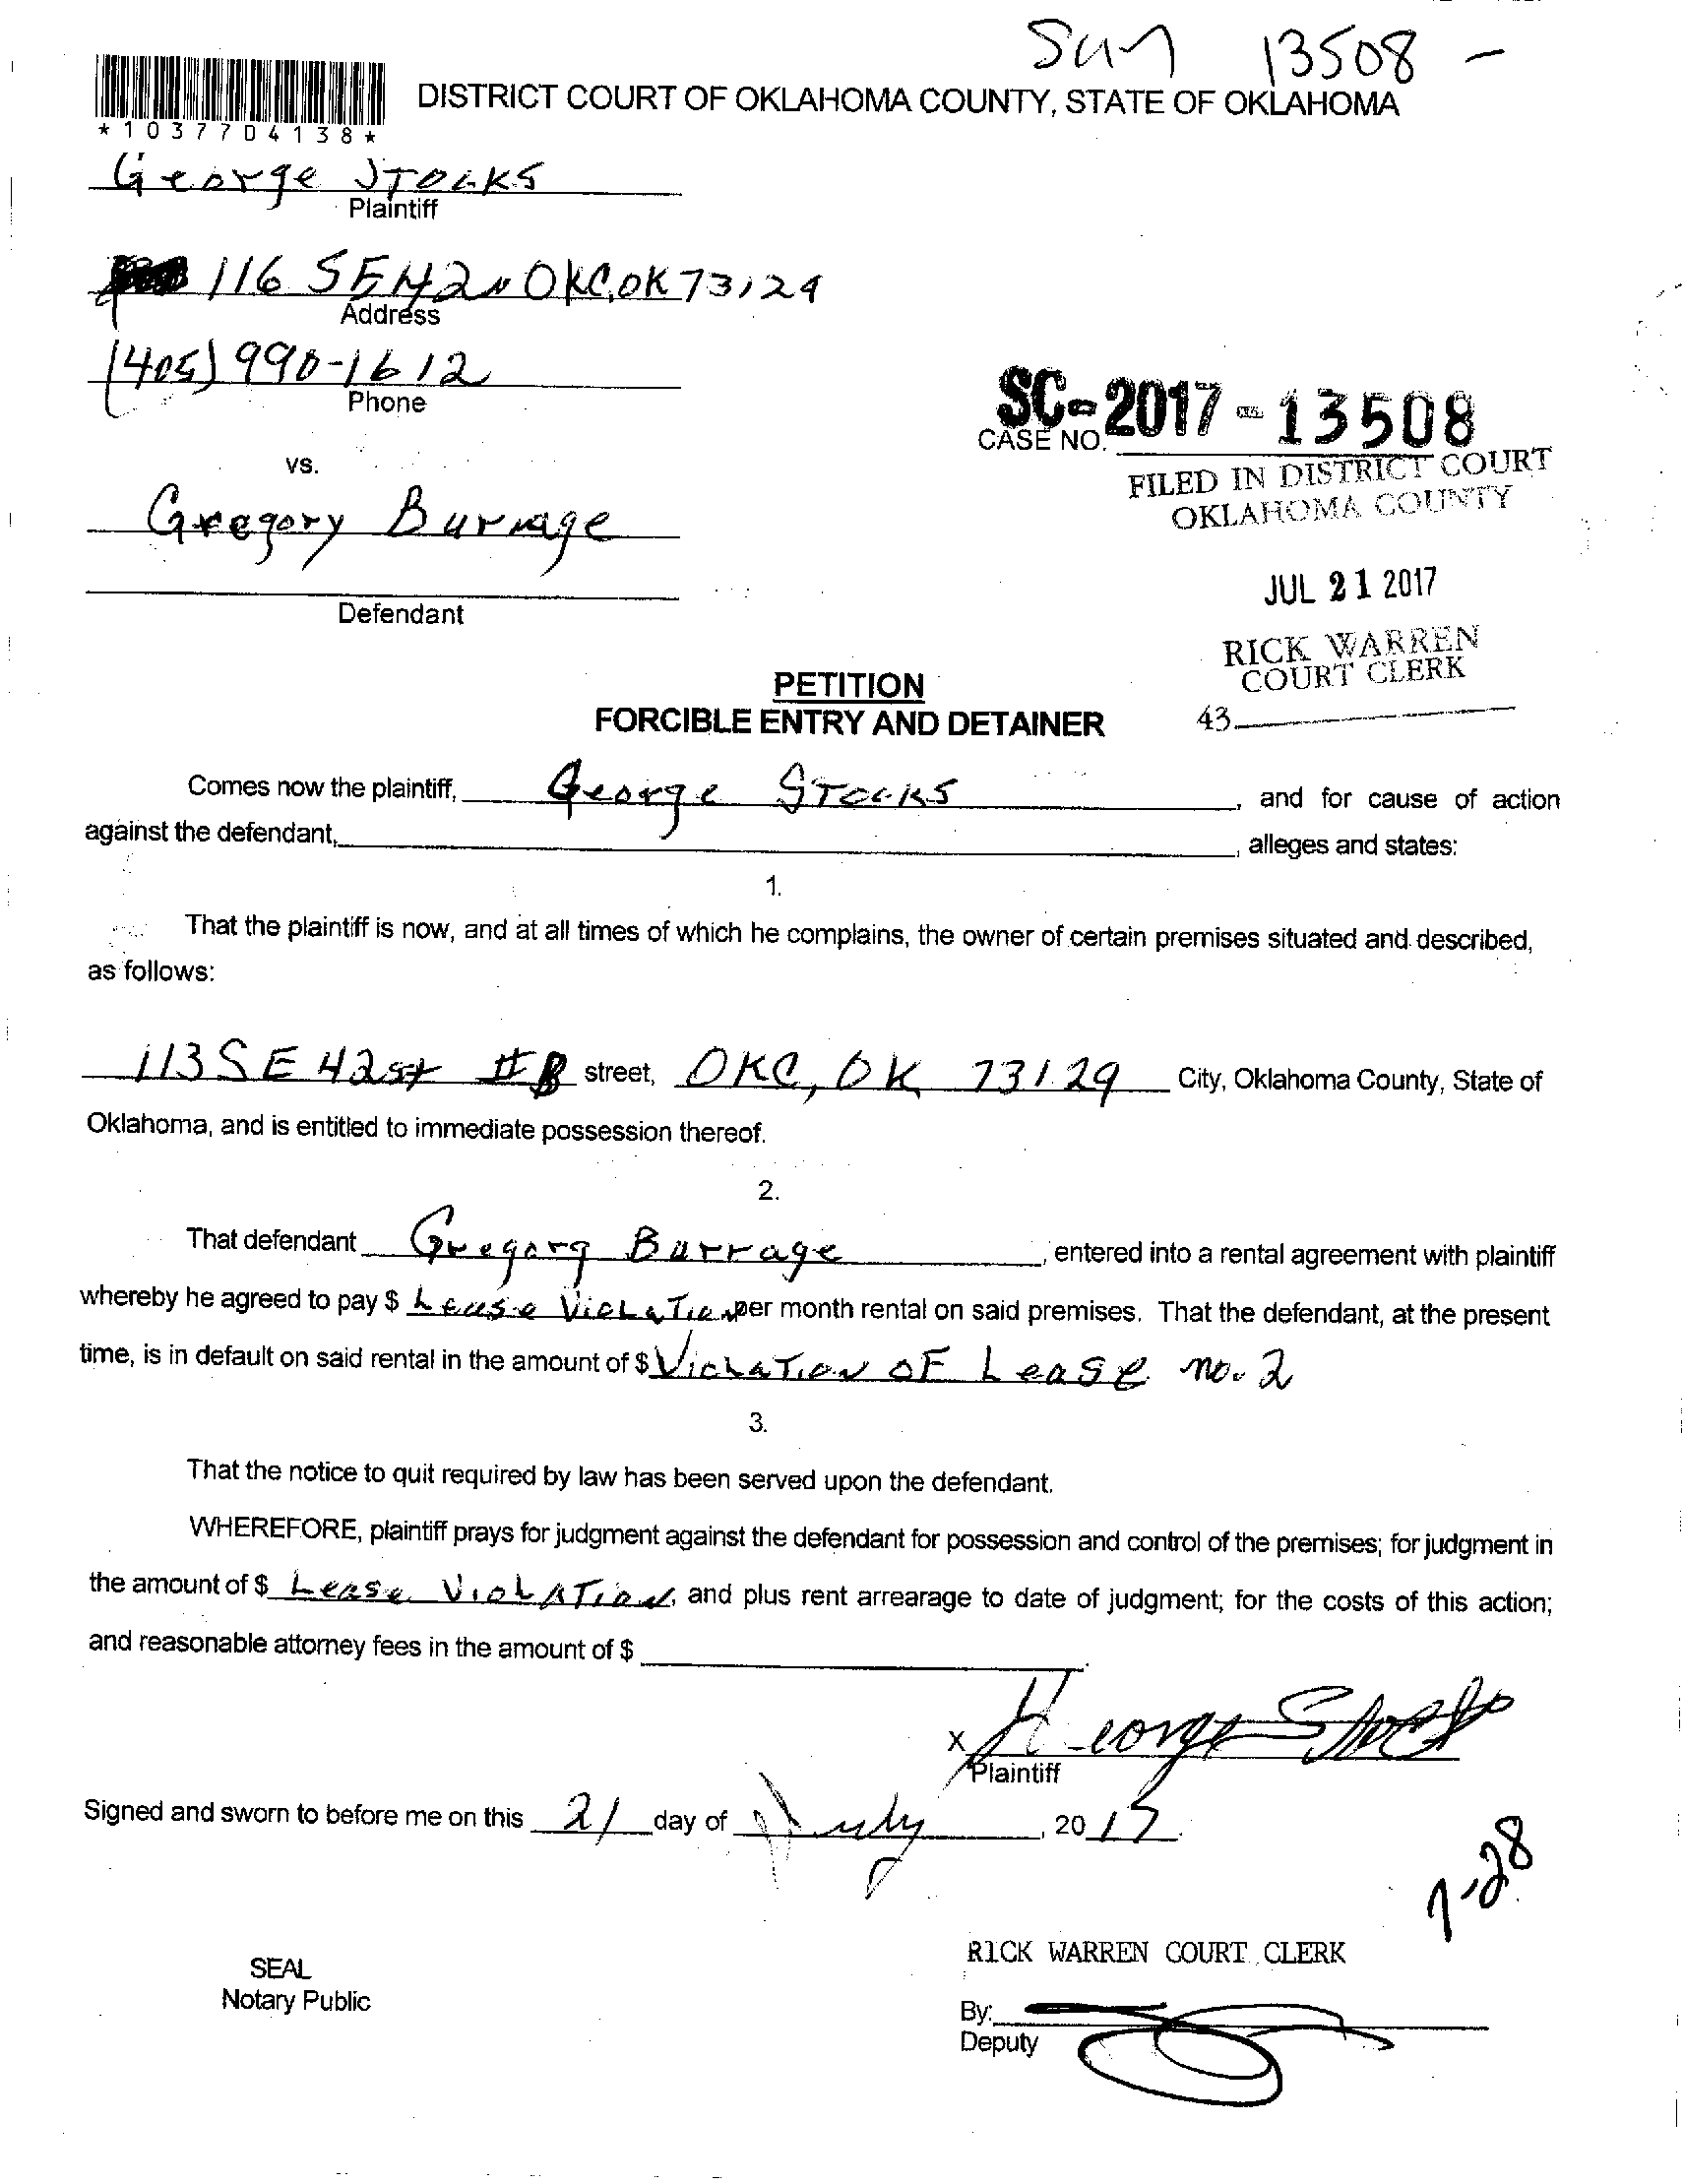 Sum 13508 -
*1037704138*
DISTRICT COURT OF OKLAHOMA COUNTY, STATE OF OKLAHOMA
George STOCKS
Plaintiff
116 SE 42 OKC, OK 73129
Address
(405) 990-1612
Phone
SC-2017-13508
CASE NO.
vs.
FILED IN DISTRICT COURT
OKLAHOMA COUNTY
Gregory Burrage
JUL 21 2017
Defendant
RICK WARREN
COURT CLERK
43
PETITION
FORCIBLE ENTRY AND DETAINER
Comes now the plaintiff, George STOCKS, and for cause of action
against the defendant, alleges and states:
1.
That the plaintiff is now, and at all times of which he complains, the owner of certain premises situated and described,
as follows:
113 SE 42st #B street, OKC, OK 73129 City, Oklahoma County, State of
Oklahoma, and is entitled to immediate possession thereof.
2.
That defendant Gregory Burrage, entered into a rental agreement with plaintiff
whereby he agreed to pay $ Lease VioLaTion per month rental on said premises. That the defendant, at the present
time, is in default on said rental in the amount of $ VioLaTion OF Lease no. 2
3.
That the notice to quit required by law has been served upon the defendant.
WHEREFORE, plaintiff prays for judgment against the defendant for possession and control of the premises; for judgment in
the amount of $ Lease VioLATion, and plus rent arrearage to date of judgment; for the costs of this action;
and reasonable attorney fees in the amount of $ .
X George Stocks
Plaintiff
Signed and sworn to before me on this 21 day of July, 2017.
7-28
RICK WARREN COURT CLERK
SEAL
Notary Public
By:
Deputy